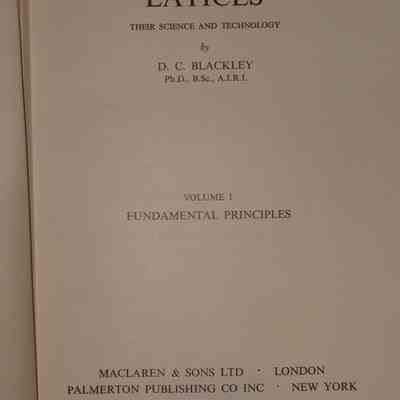 LATICES
THEIR SCIENCE AND TECHNOLOGY
by
D. C. BLACKLEY
Ph.D., B.Sc., A.I.R.I.
VOLUME 1
FUNDAMENTAL PRINCIPLES
MACLAREN & SONS LTD · LONDON
PALMERTON PUBLISHING CO INC · NEW YORK